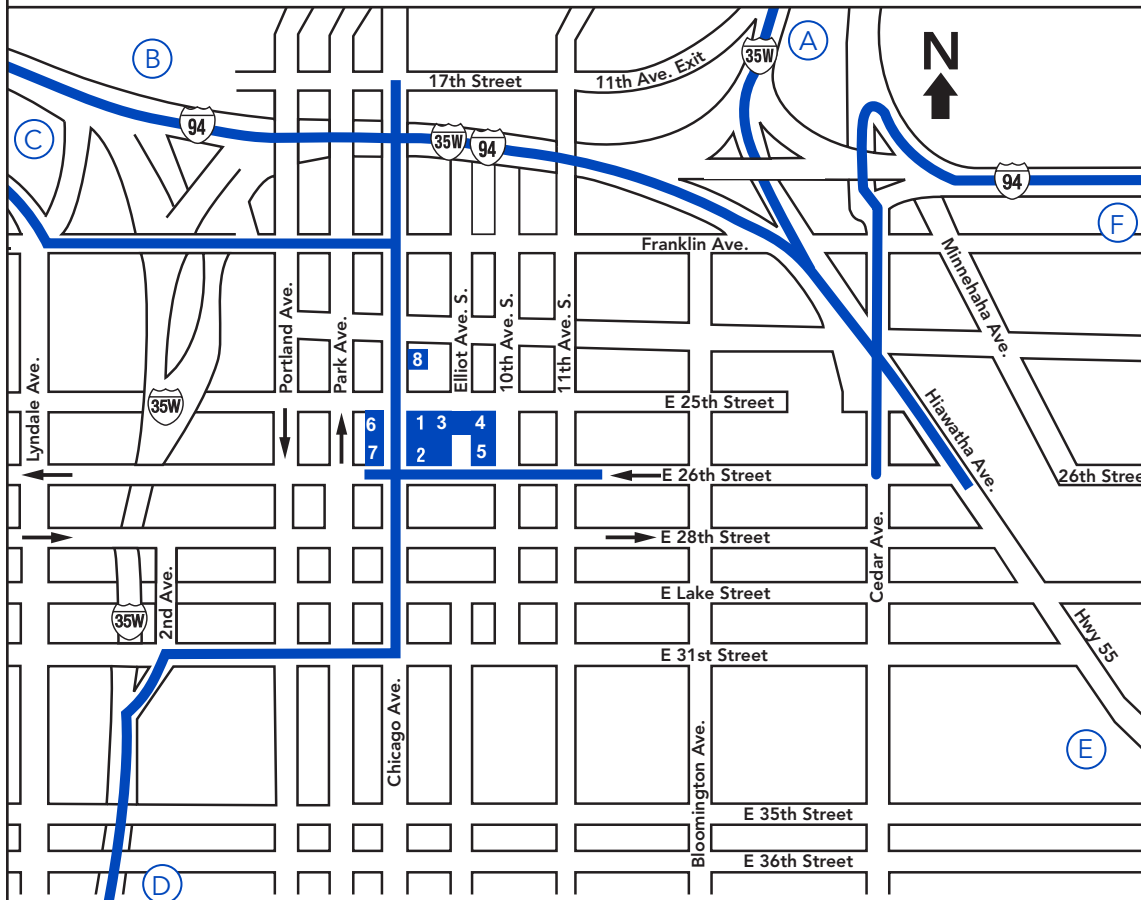 A
B
35W
N
17th Street
11th Ave. Exit
94
C
35W
94
94
F
Franklin Ave.
Minnehaha Ave.
Portland Ave.
Park Ave.
Elliot Ave. S.
10th Ave. S.
11th Ave. S.
8
Lyndale Ave.
35W
E 25th Street
Hiawatha Ave.
6
1
3
4
7
2
5
E 26th Street
26th Stree
E 28th Street
Cedar Ave.
2nd Ave.
E Lake Street
35W
Hwy 55
E 31st Street
Chicago Ave.
Bloomington Ave.
E
E 35th Street
E 36th Street
D